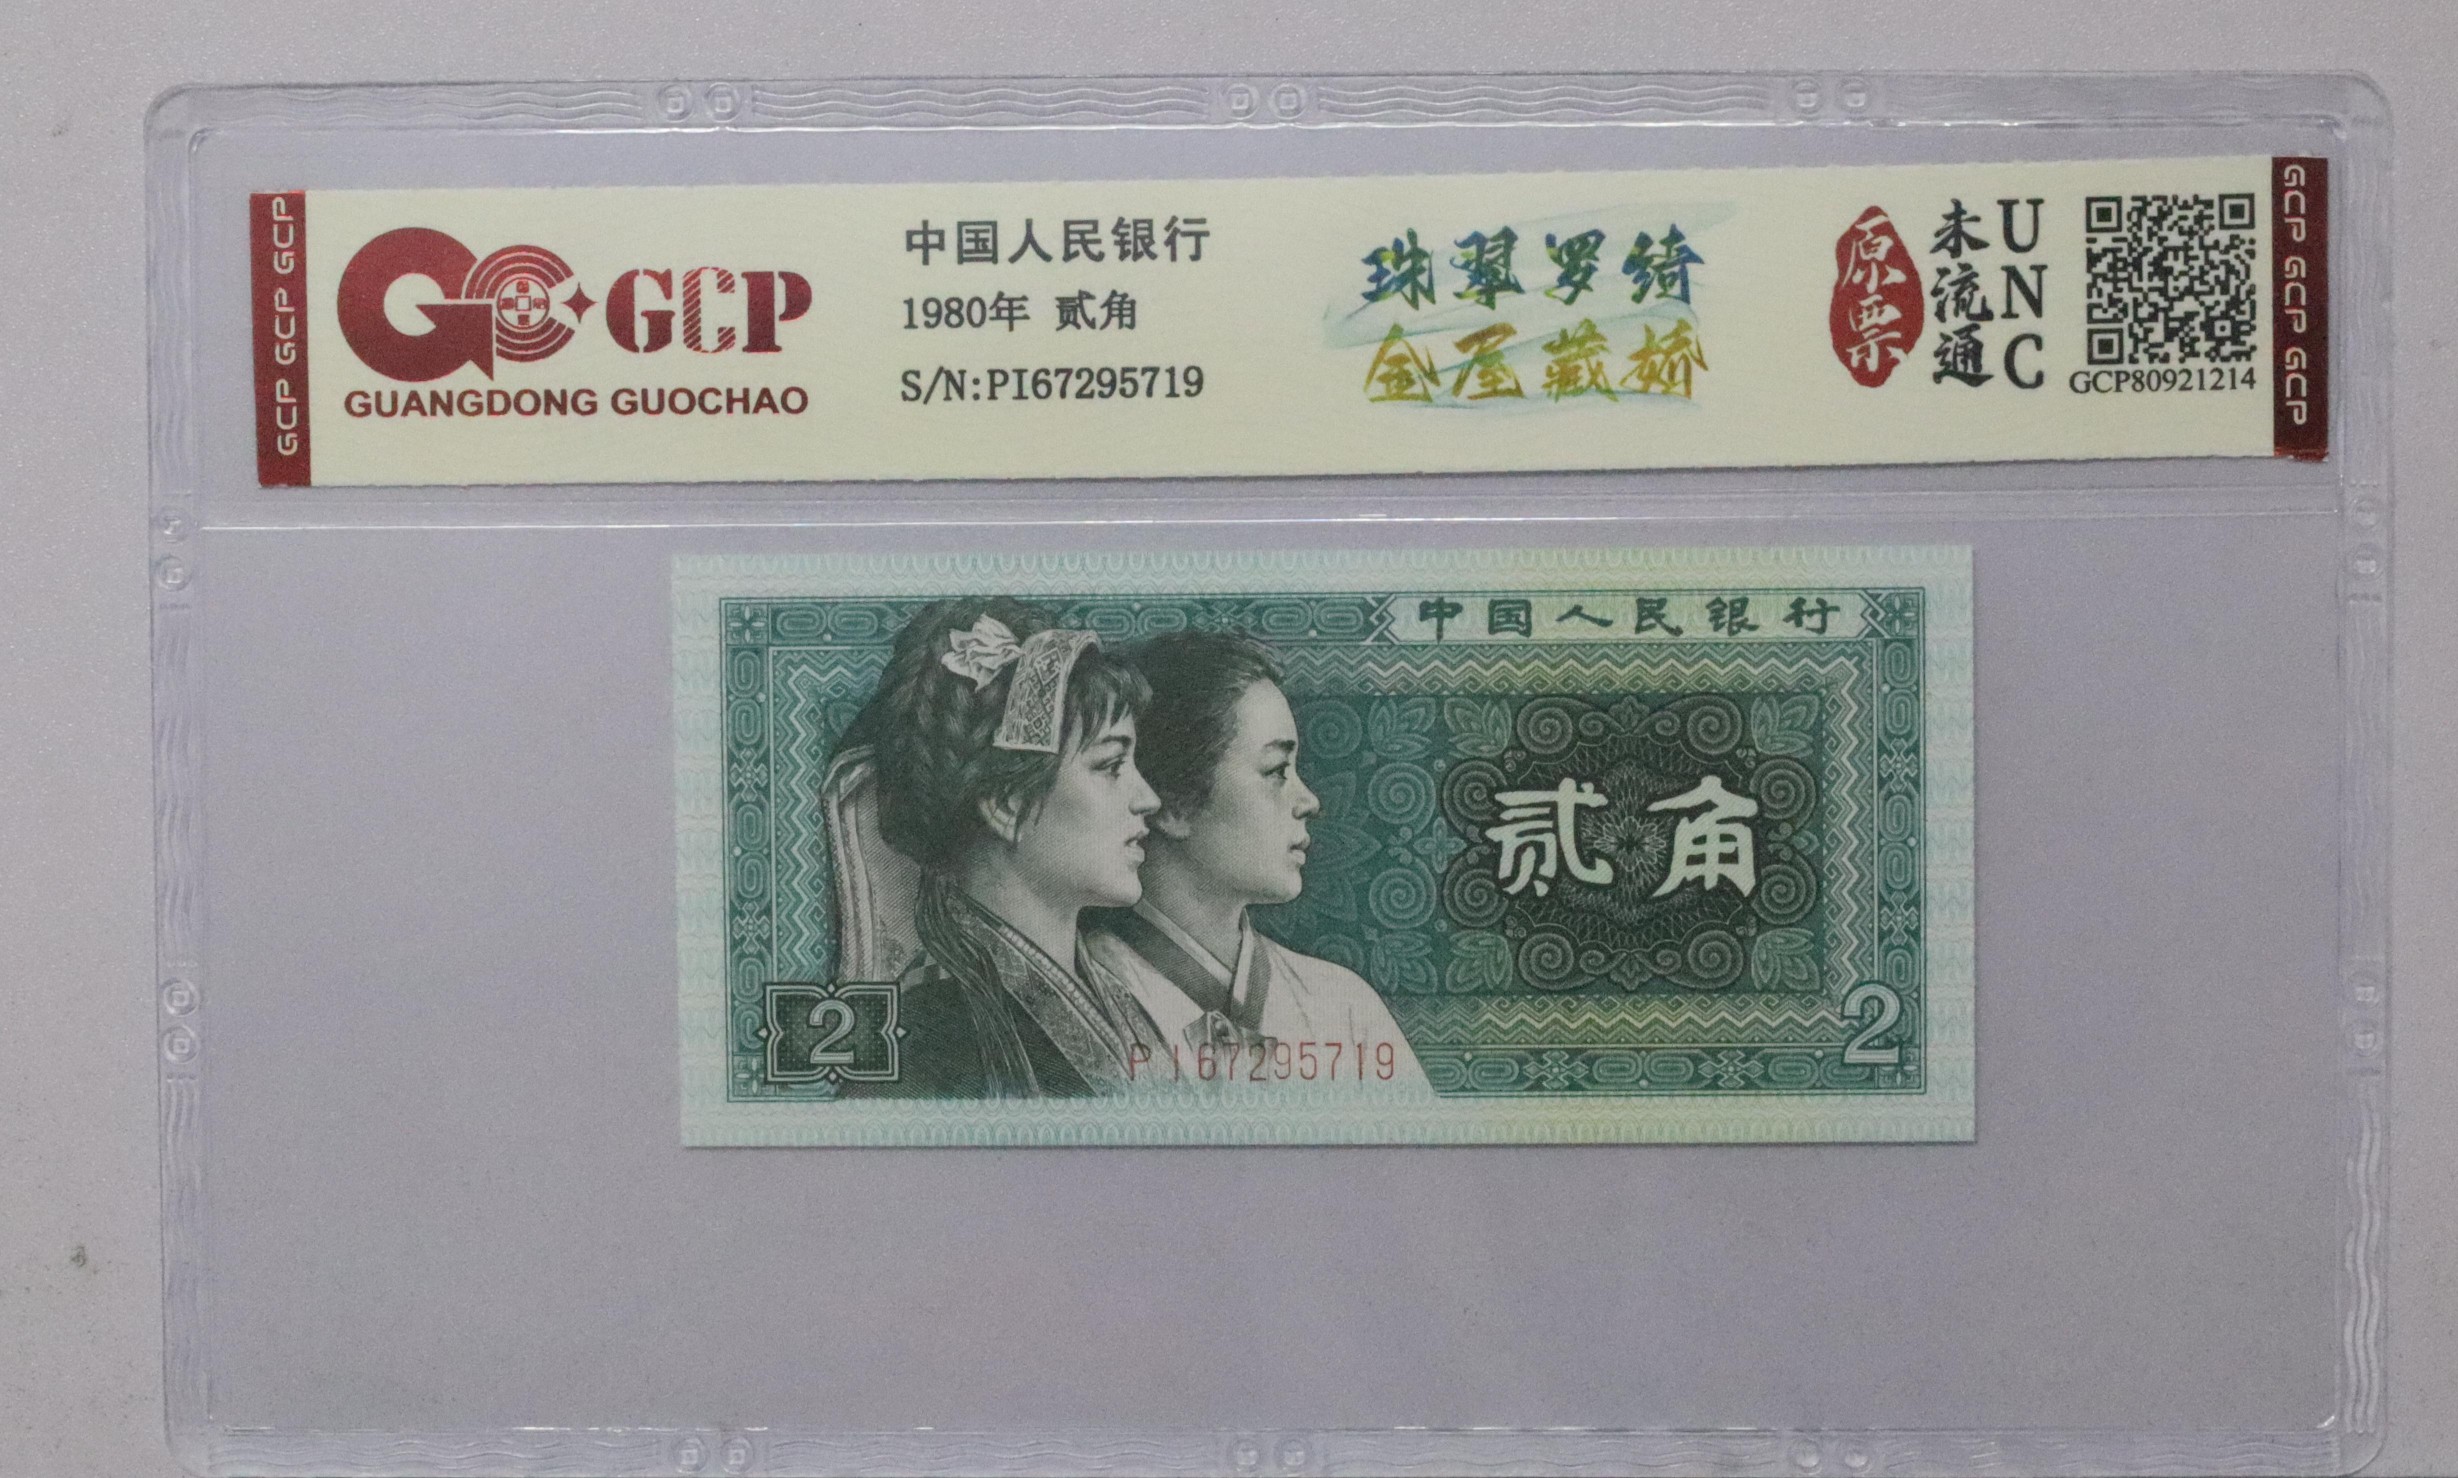 GCP GCP GCP
GCP
GUANGDONG GUOCHAO
中国人民银行
1980年 贰角
S/N:PI67295719
珠翠罗绮
金屋藏娇
原票
未流通
UNC
GCP80921214
GCP GCP GCP
中国人民银行
贰角
2
2
PI67295719